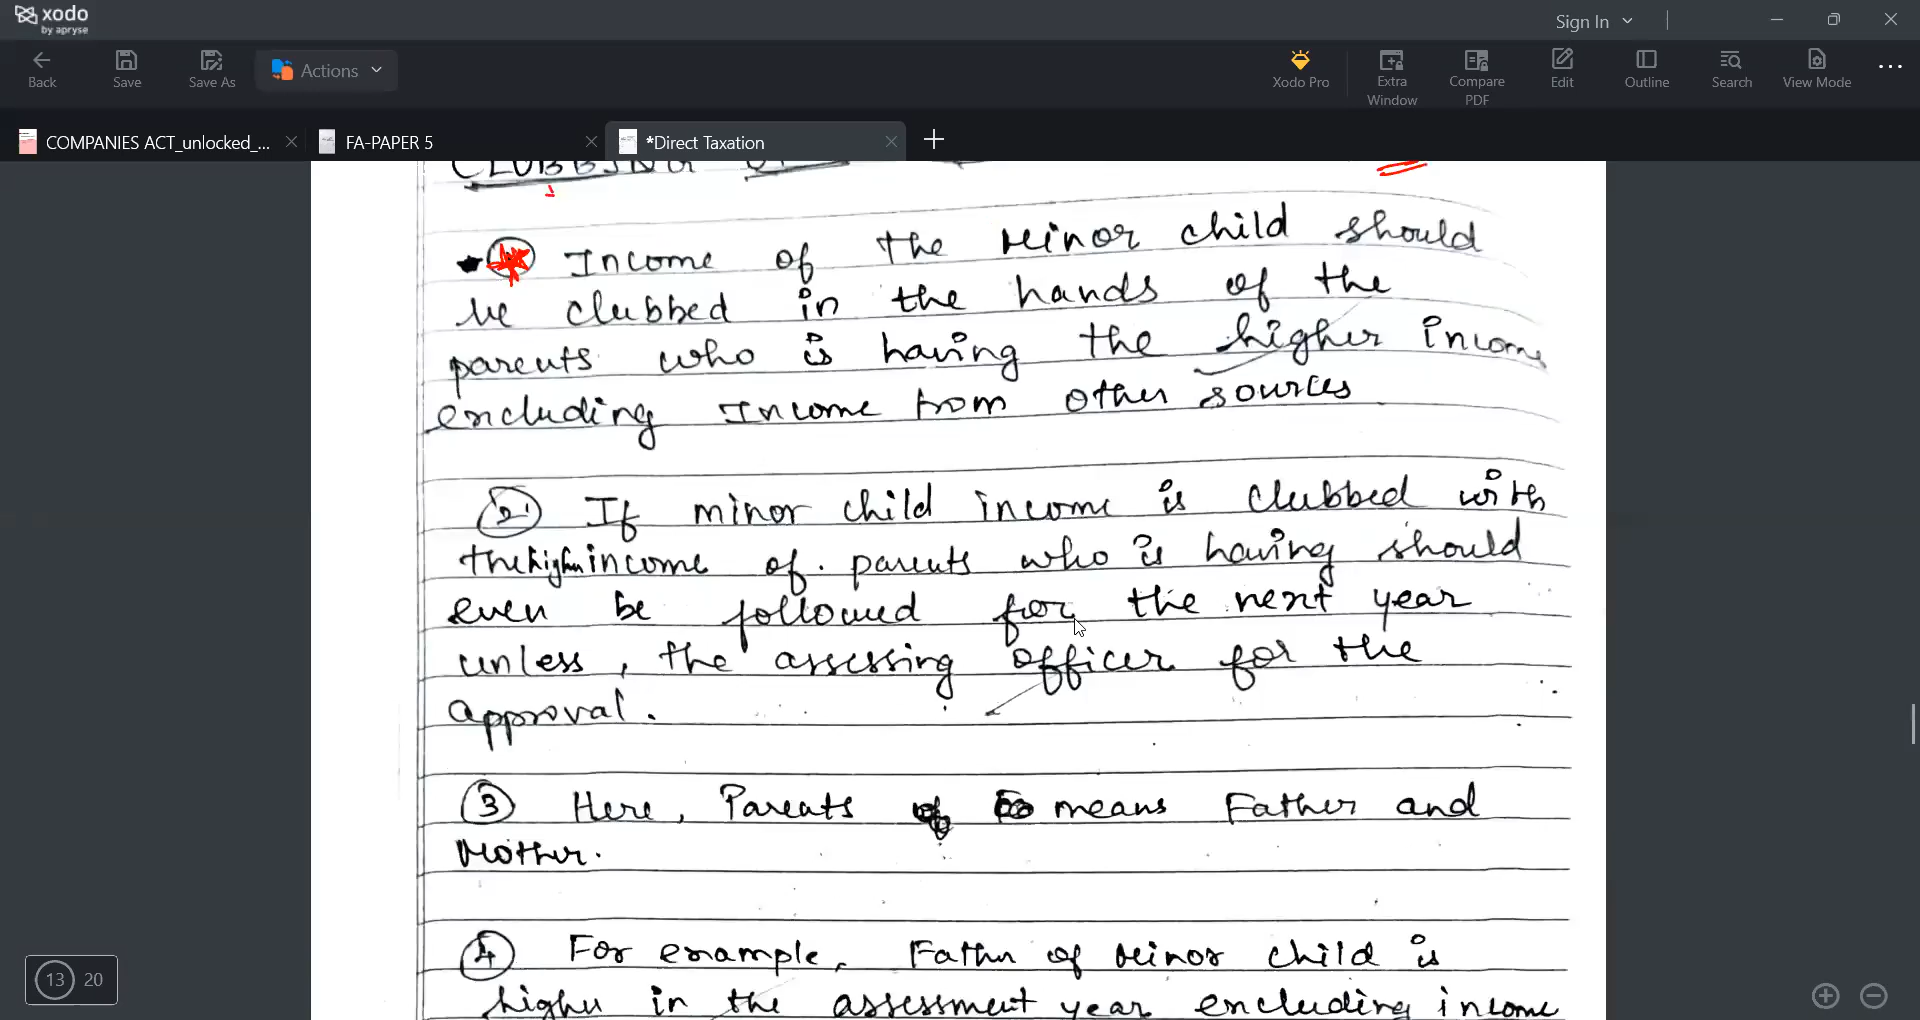 xodo
by apryse
Sign In
Back
Save
Save As
Actions
Xodo Pro
Extra Window
Compare PDF
Edit
Outline
Search
View Mode
COMPANIES ACT_unlocked_...
FA-PAPER 5
*Direct Taxation
CLUBBING OF
Income of the Minor child should
be clubbed in the hands of the
parents who is having the higher income
excluding Income from other sources
2 If minor child income is clubbed with
the higher income of parents who is having should
even be followed for the next year
unless, the assessing officer for the
approval.
3 Here, Parents means Father and
Mother.
4 For example, Father of Minor child is
higher in the assessment year excluding income
13 20